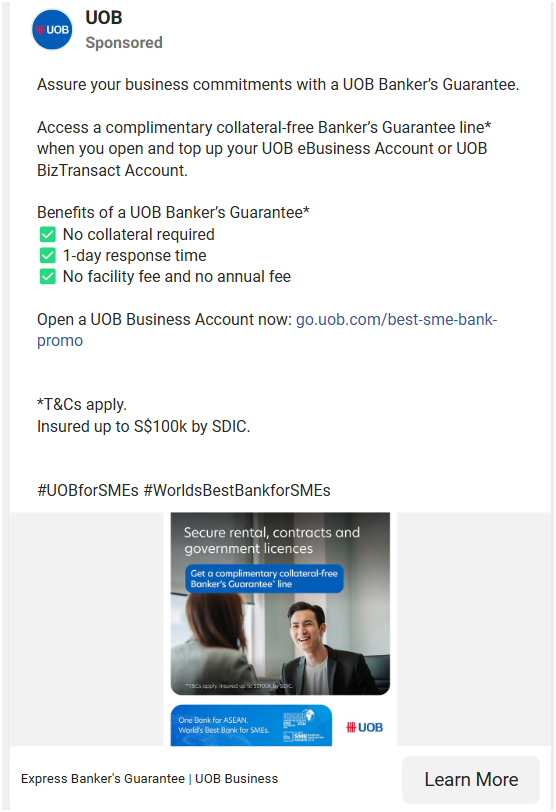 UOB
UOB
Sponsored
Assure your business commitments with a UOB Banker’s Guarantee.
Access a complimentary collateral-free Banker’s Guarantee line*
when you open and top up your UOB eBusiness Account or UOB
BizTransact Account.
Benefits of a UOB Banker’s Guarantee*
✅ No collateral required
✅ 1-day response time
✅ No facility fee and no annual fee
Open a UOB Business Account now: go.uob.com/best-sme-bank-
promo
*T&Cs apply.
Insured up to S$100k by SDIC.
#UOBforSMEs #WorldsBestBankforSMEs
Secure rental, contracts and
government licences
Get a complimentary collateral-free
Banker's Guarantee* line
*T&Cs apply. Insured up to S$100k by SDIC.
One Bank for ASEAN.
World's Best Bank for SMEs.
SME
UOB
Express Banker's Guarantee | UOB Business
Learn More